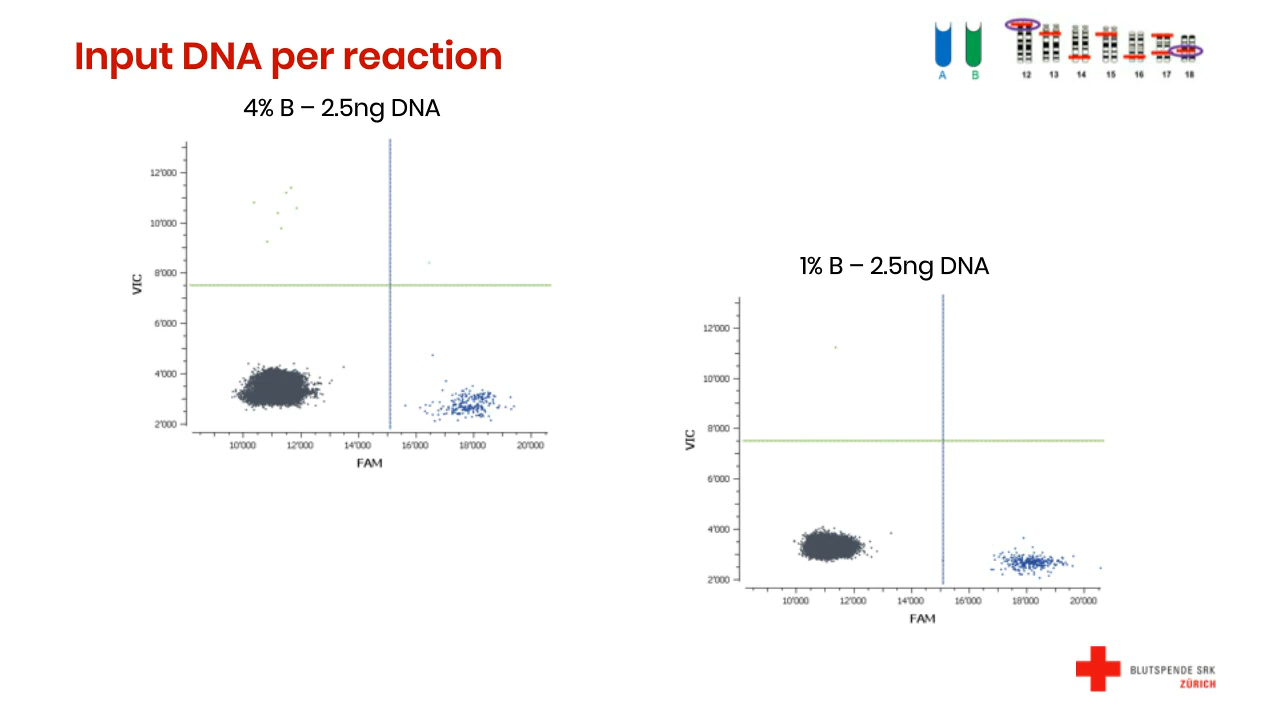 Input DNA per reaction
A B
12 13 14 15 16 17 18
4% B – 2.5ng DNA
12'000
10'000
8'000
6'000
4'000
2'000
VIC
10'000 12'000 14'000 16'000 18'000 20'000
FAM
1% B – 2.5ng DNA
12'000
10'000
8'000
6'000
4'000
2'000
VIC
10'000 12'000 14'000 16'000 18'000 20'000
FAM
BLUTSPENDE SRK
ZÜRICH